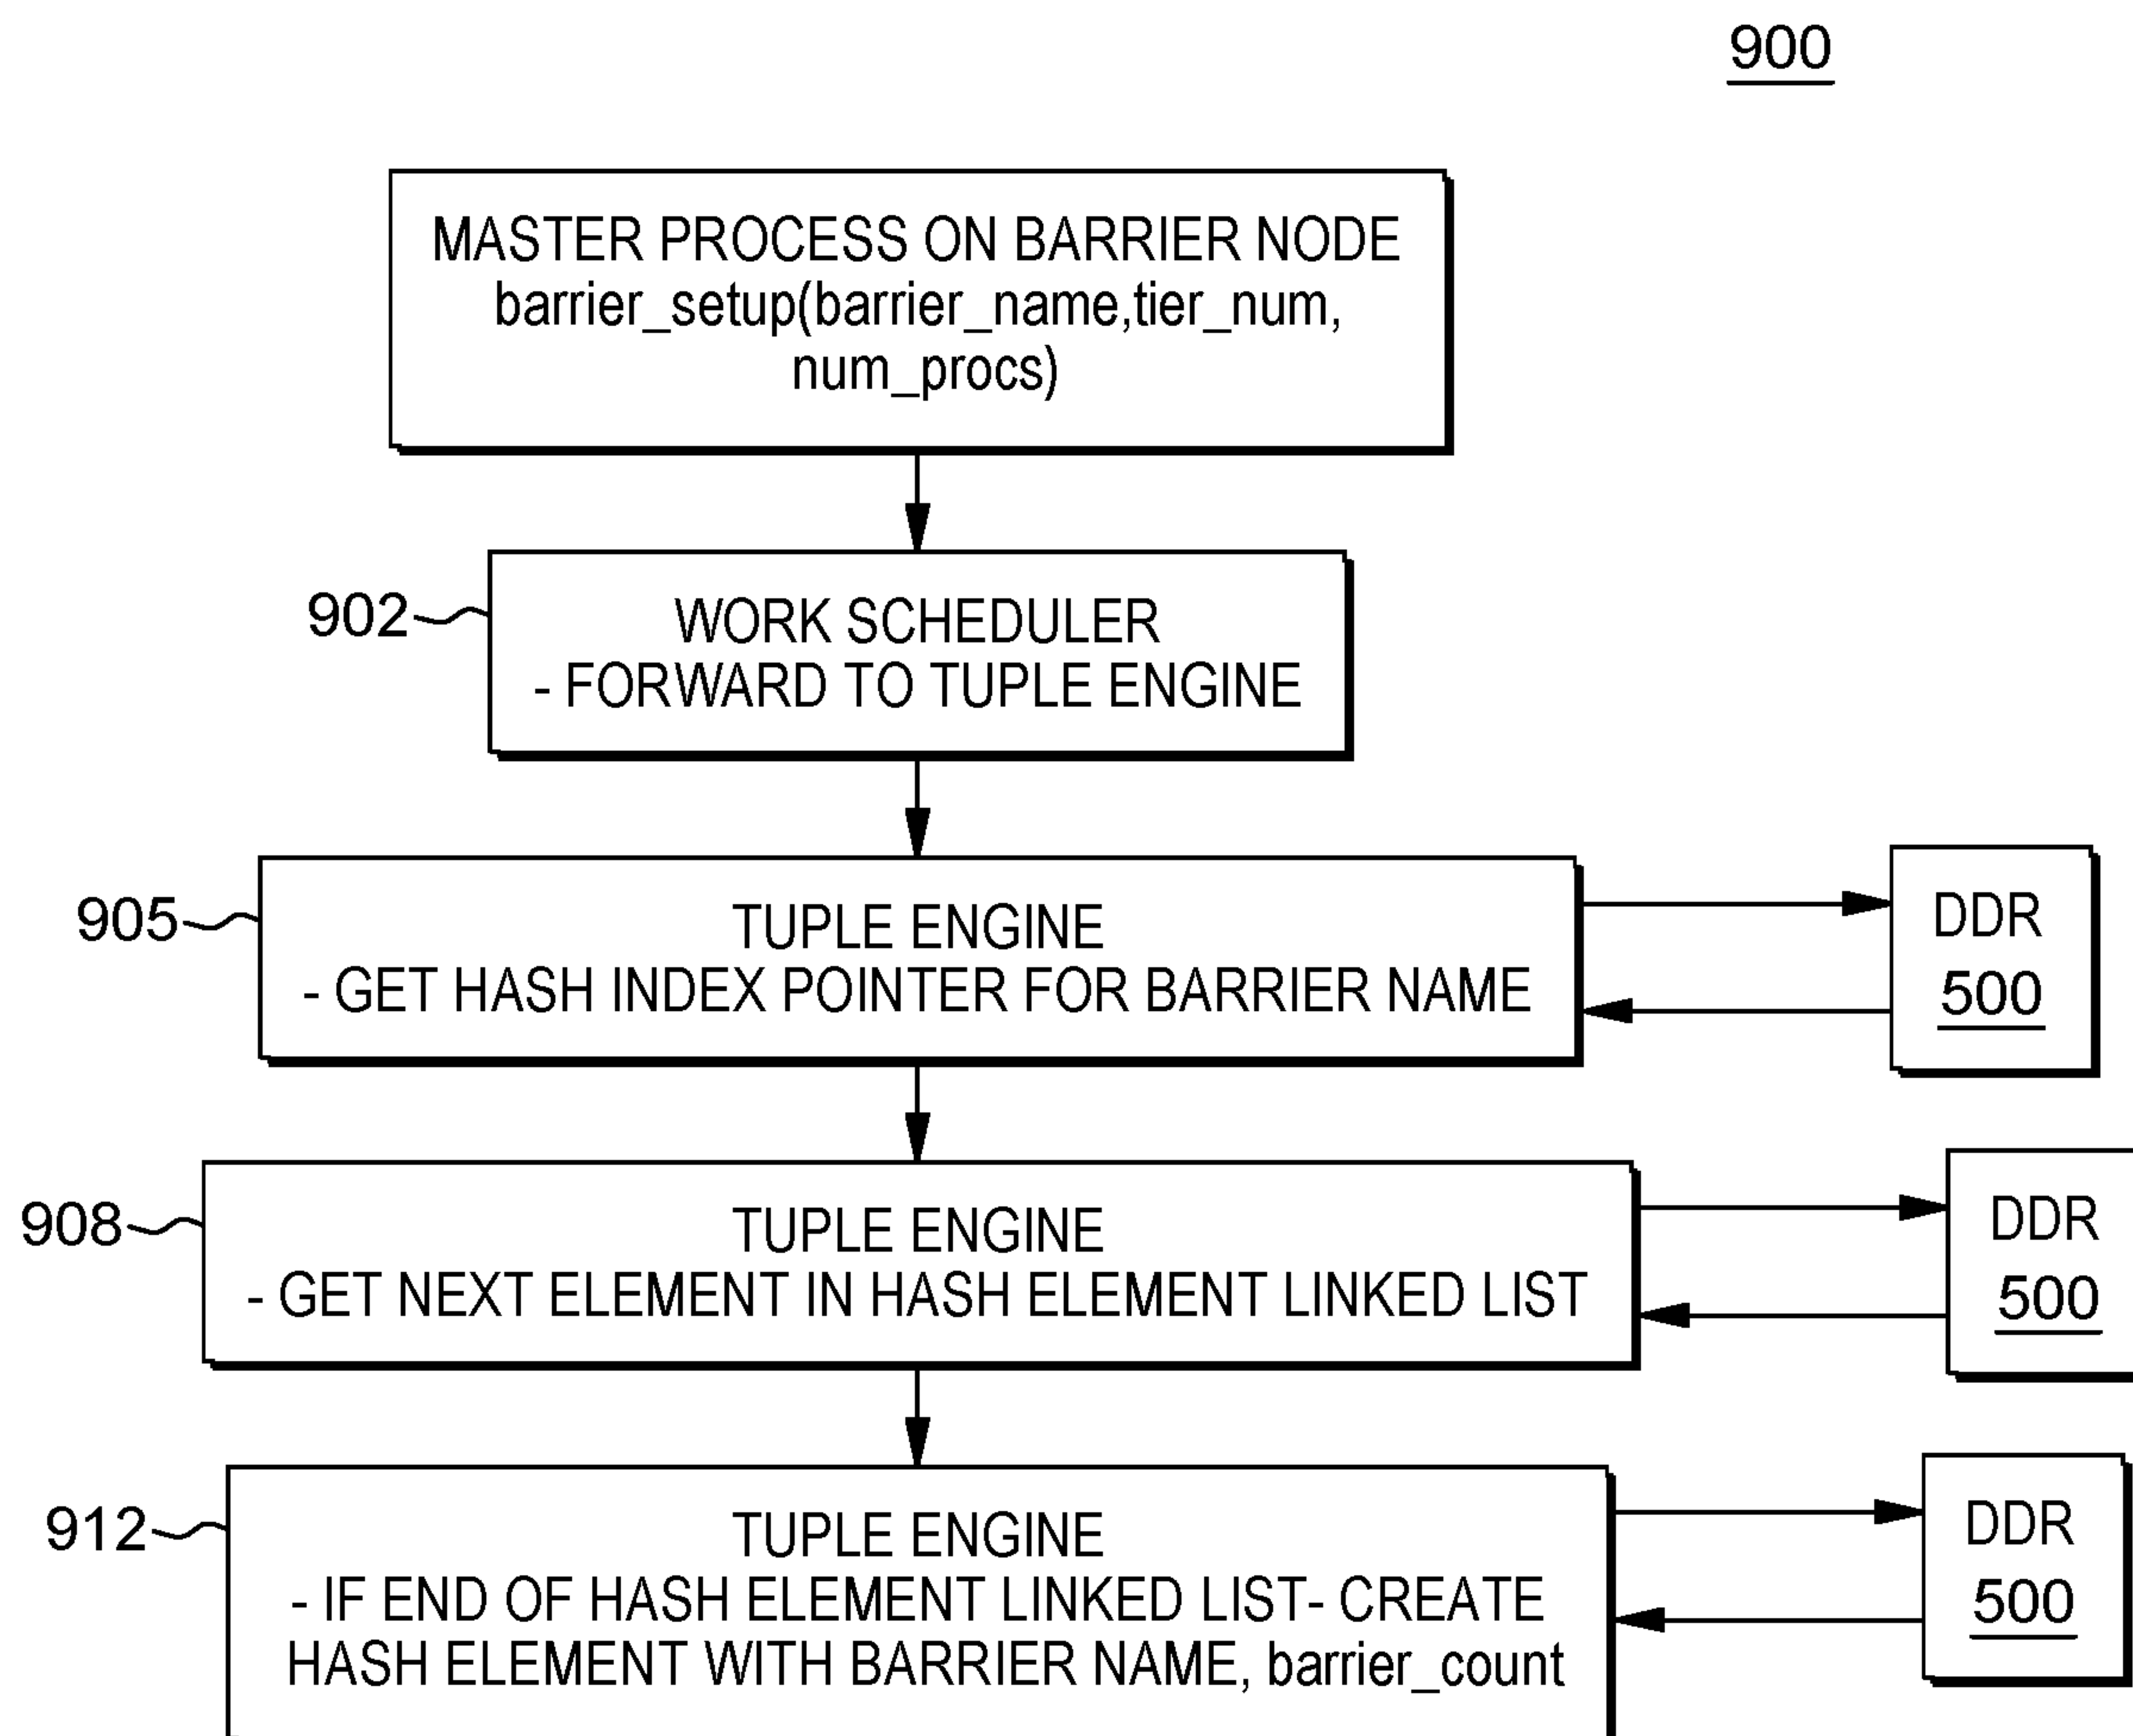 900
MASTER PROCESS ON BARRIER NODE
barrier_setup(barrier_name,tier_num,
num_procs)
902
WORK SCHEDULER
- FORWARD TO TUPLE ENGINE
905
TUPLE ENGINE
- GET HASH INDEX POINTER FOR BARRIER NAME
DDR
500
908
TUPLE ENGINE
- GET NEXT ELEMENT IN HASH ELEMENT LINKED LIST
DDR
500
912
TUPLE ENGINE
- IF END OF HASH ELEMENT LINKED LIST- CREATE
HASH ELEMENT WITH BARRIER NAME, barrier_count
DDR
500